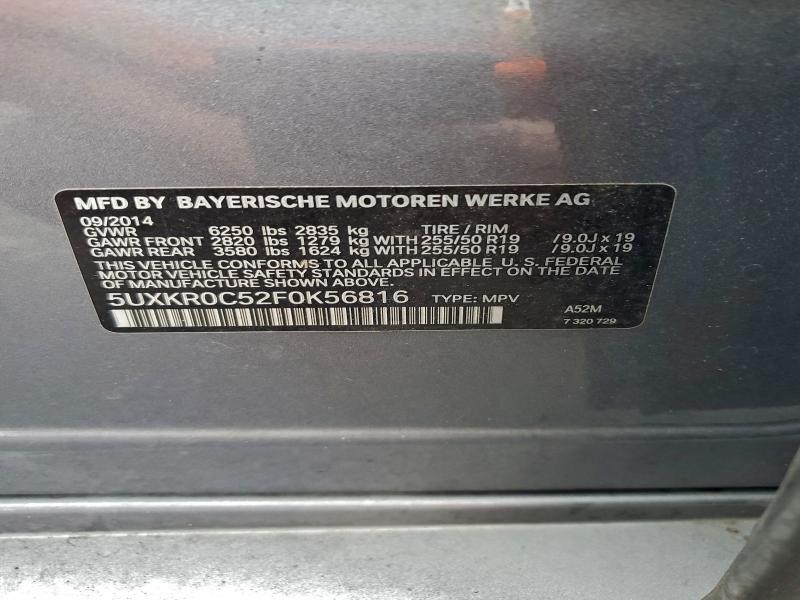 MFD BY BAYERISCHE MOTOREN WERKE AG
09/2014
GVWR 6250 lbs 2835 kg TIRE / RIM
GAWR FRONT 2820 lbs 1279 kg WITH 255/50 R19 /9.0J x 19
GAWR REAR 3580 lbs 1624 kg WITH 255/50 R19 /9.0J x 19
THIS VEHICLE CONFORMS TO ALL APPLICABLE U. S. FEDERAL
MOTOR VEHICLE SAFETY STANDARDS IN EFFECT ON THE DATE
OF MANUFACTURE SHOWN ABOVE.
5UXKR0C52F0K56816 TYPE: MPV
A52M
7 320 729